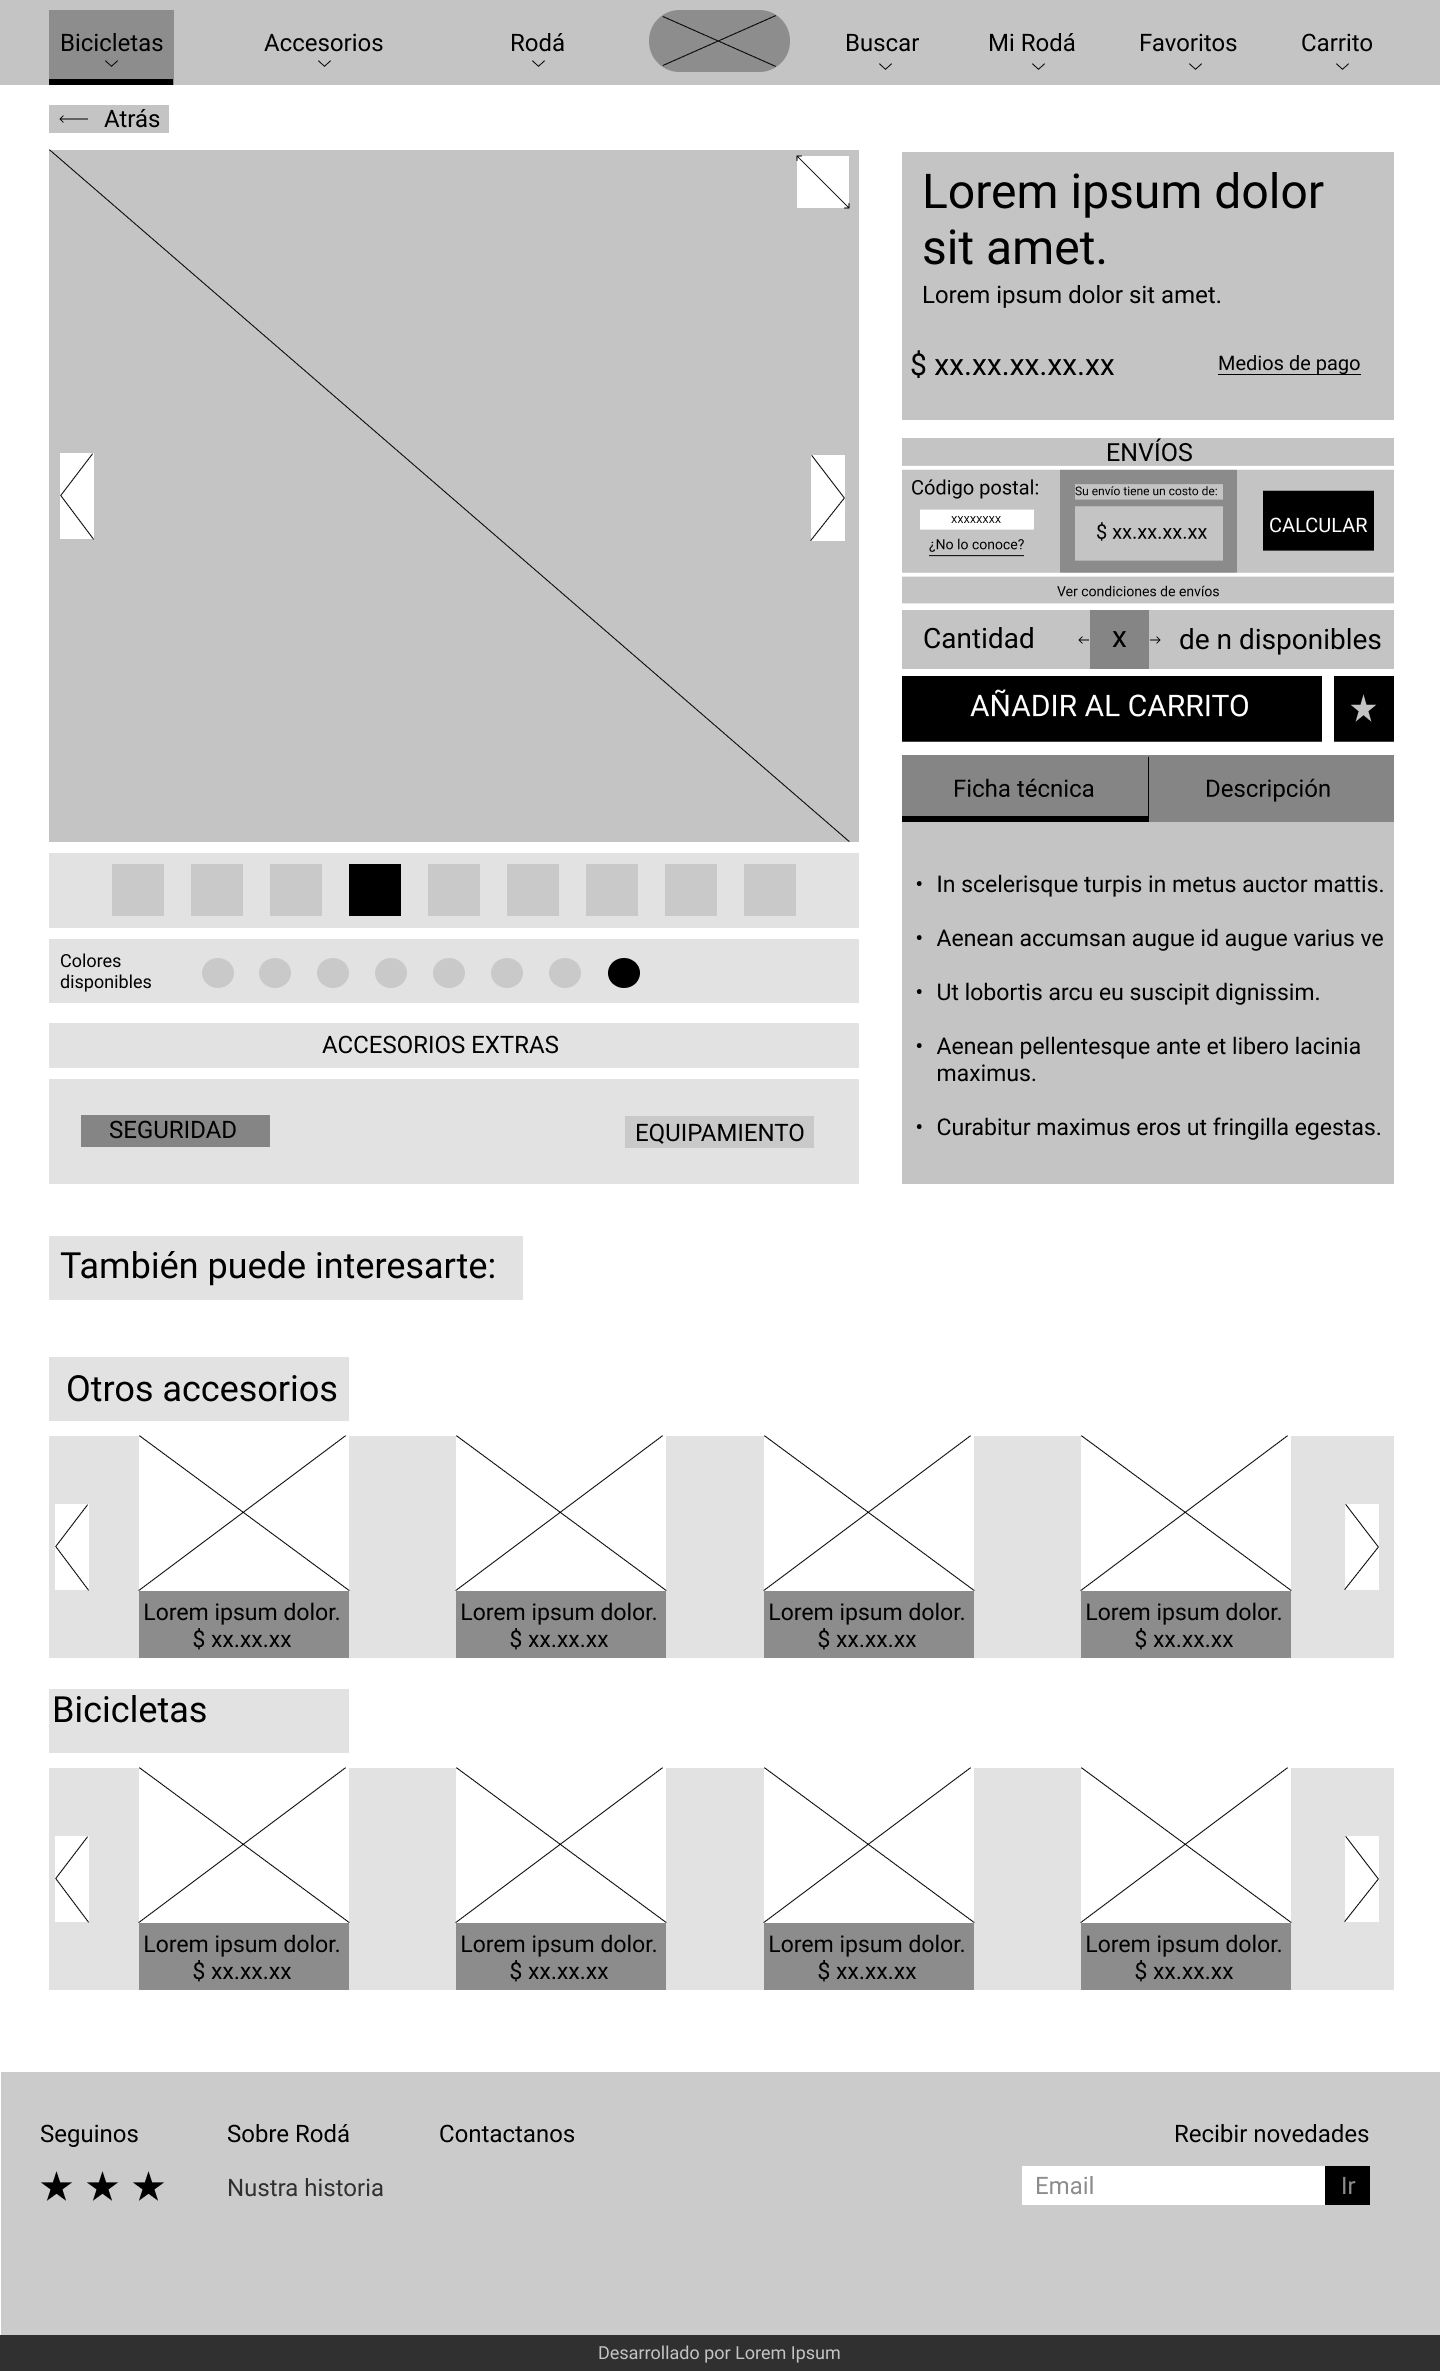 Bicicletas
Accesorios
Rodá
Buscar
Mi Rodá
Favoritos
Carrito
Atrás
Lorem ipsum dolor
sit amet.
Lorem ipsum dolor sit amet.
$ xx.xx.xx.xx.xx
Medios de pago
ENVÍOS
Código postal:
xxxxxxxx
¿No lo conoce?
Su envío tiene un costo de:
$ xx.xx.xx.xx
CALCULAR
Ver condiciones de envíos
Cantidad
x
de n disponibles
AÑADIR AL CARRITO
Ficha técnica
Descripción
• In scelerisque turpis in metus auctor mattis.
• Aenean accumsan augue id augue varius ve
• Ut lobortis arcu eu suscipit dignissim.
• Aenean pellentesque ante et libero lacinia
maximus.
• Curabitur maximus eros ut fringilla egestas.
Colores
disponibles
ACCESORIOS EXTRAS
SEGURIDAD
EQUIPAMIENTO
También puede interesarte:
Otros accesorios
Lorem ipsum dolor.
$ xx.xx.xx
Lorem ipsum dolor.
$ xx.xx.xx
Lorem ipsum dolor.
$ xx.xx.xx
Lorem ipsum dolor.
$ xx.xx.xx
Bicicletas
Lorem ipsum dolor.
$ xx.xx.xx
Lorem ipsum dolor.
$ xx.xx.xx
Lorem ipsum dolor.
$ xx.xx.xx
Lorem ipsum dolor.
$ xx.xx.xx
Seguinos
Sobre Rodá
Nustra historia
Contactanos
Recibir novedades
Email
Ir
Desarrollado por Lorem Ipsum